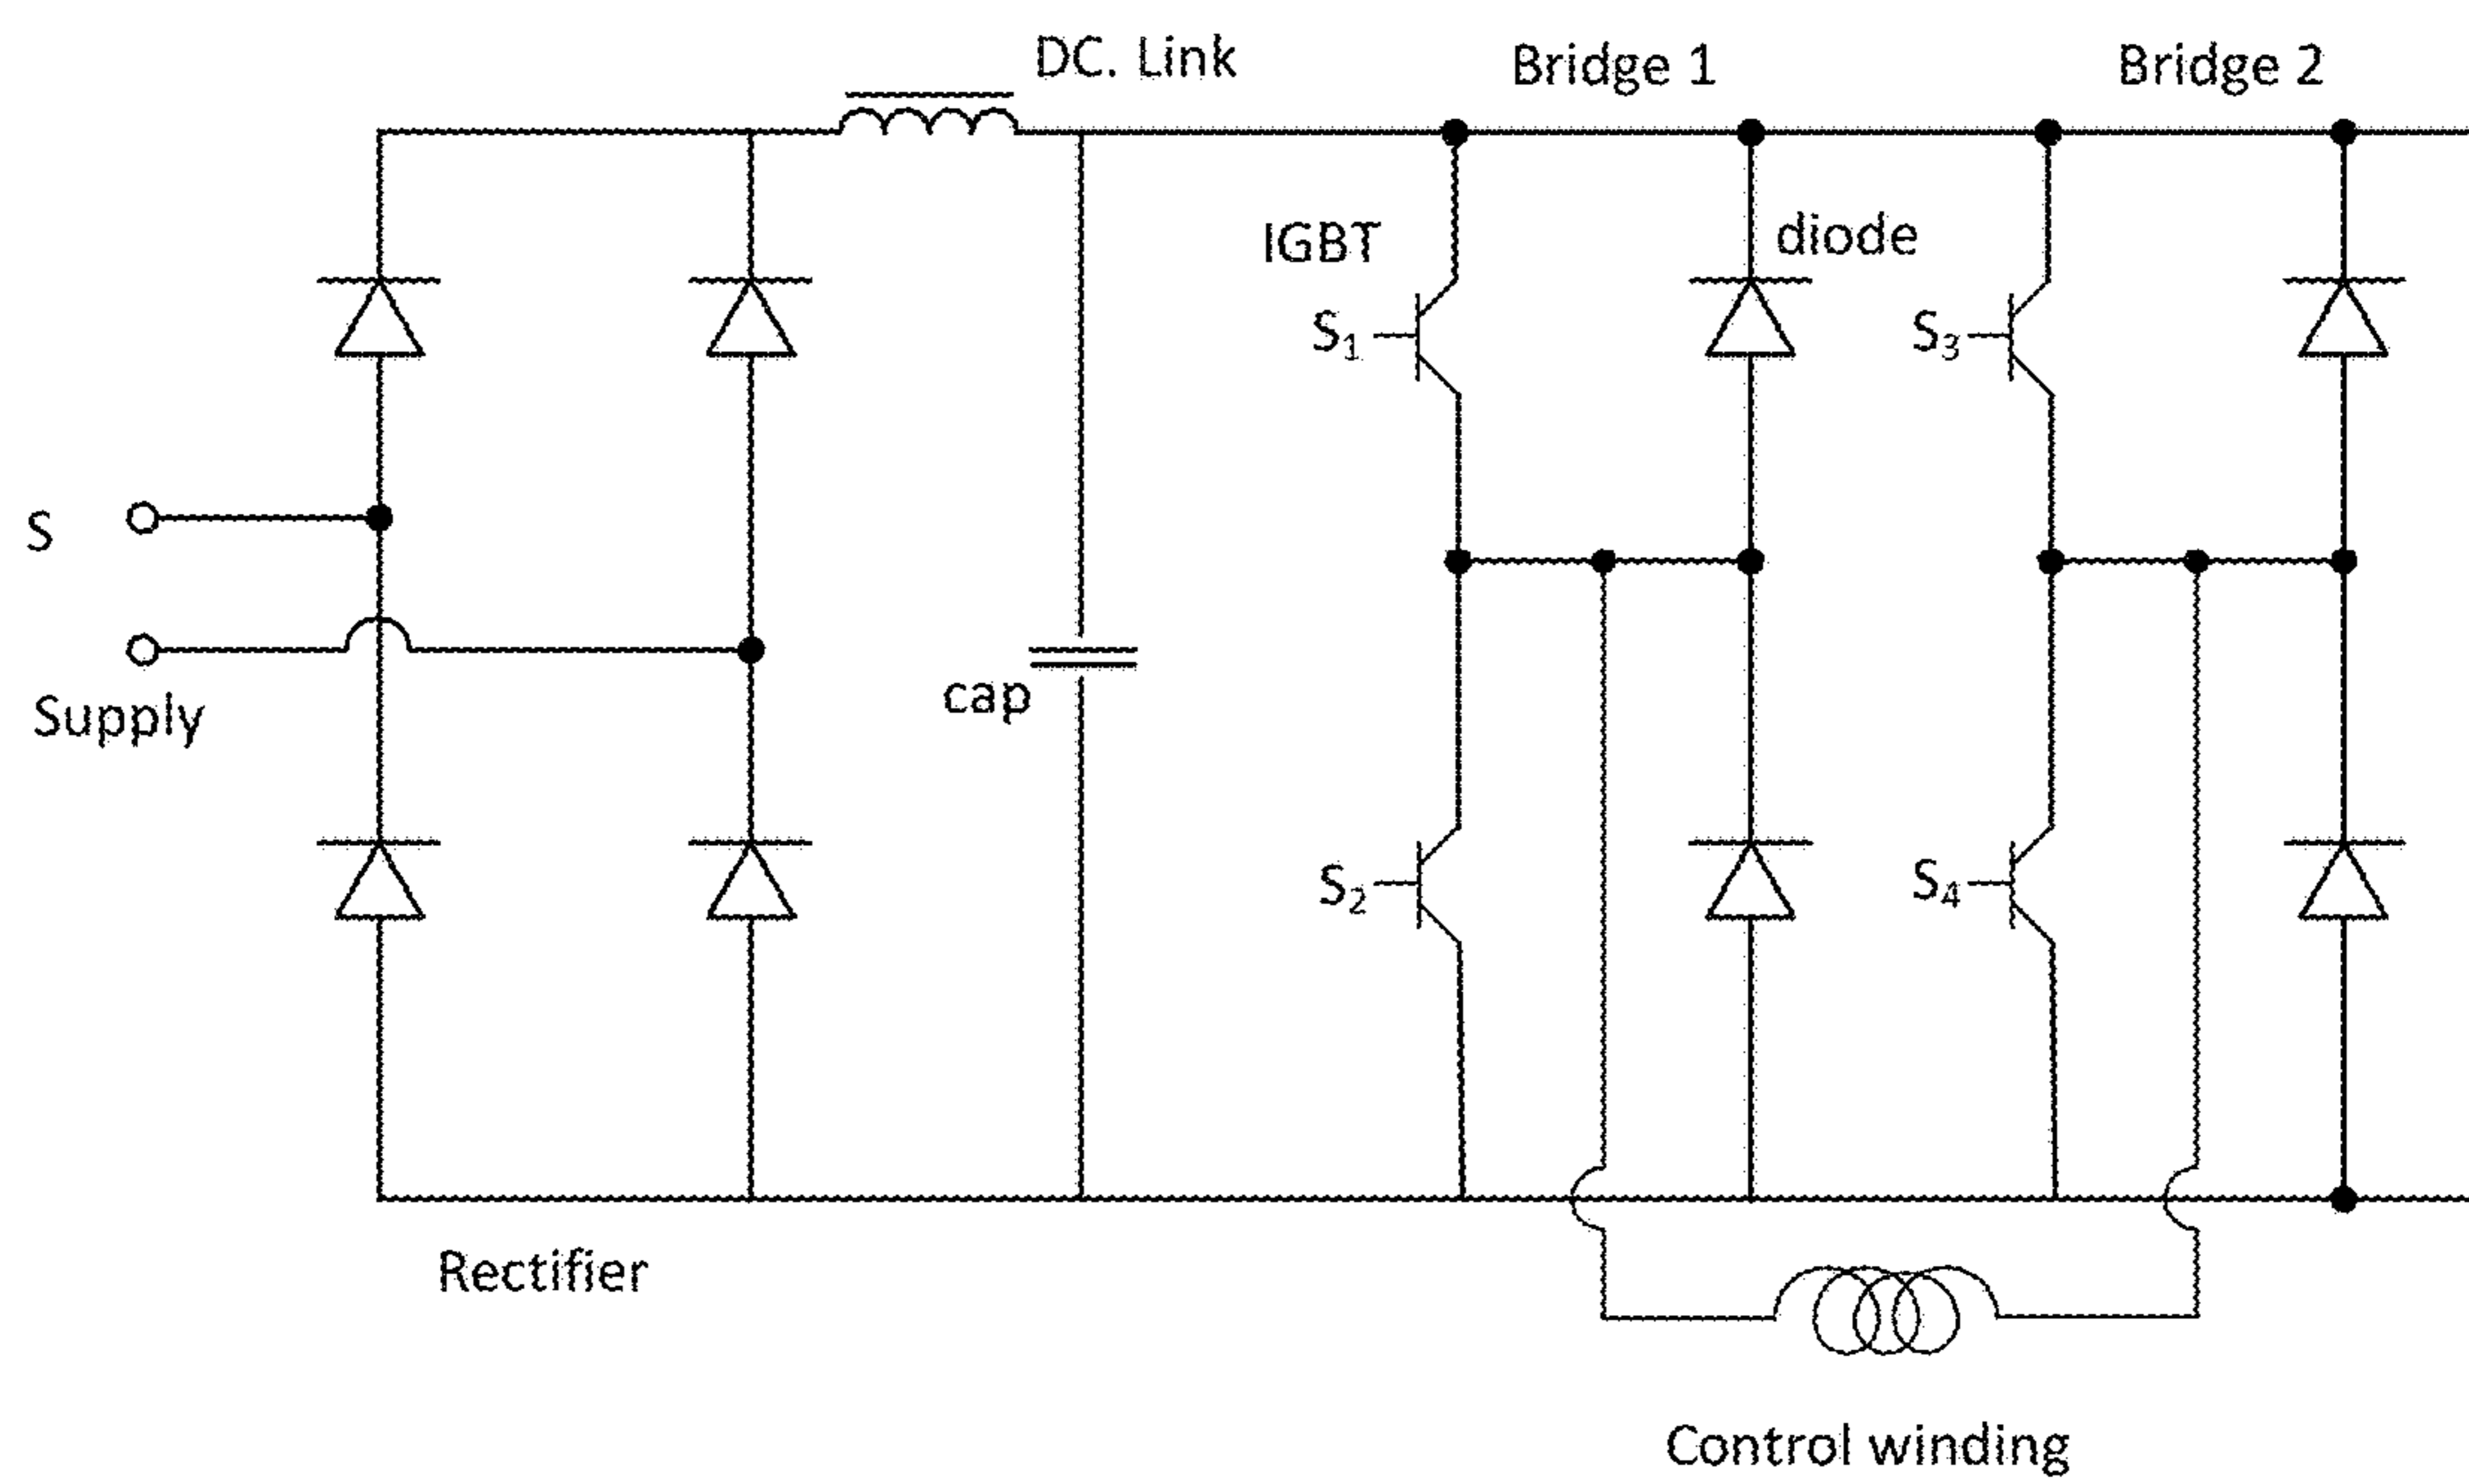 DC. Link
Bridge 1
Bridge 2
IGBT
diode
S₁
S₃
S
cap
Supply
S₂
S₄
Rectifier
Control winding